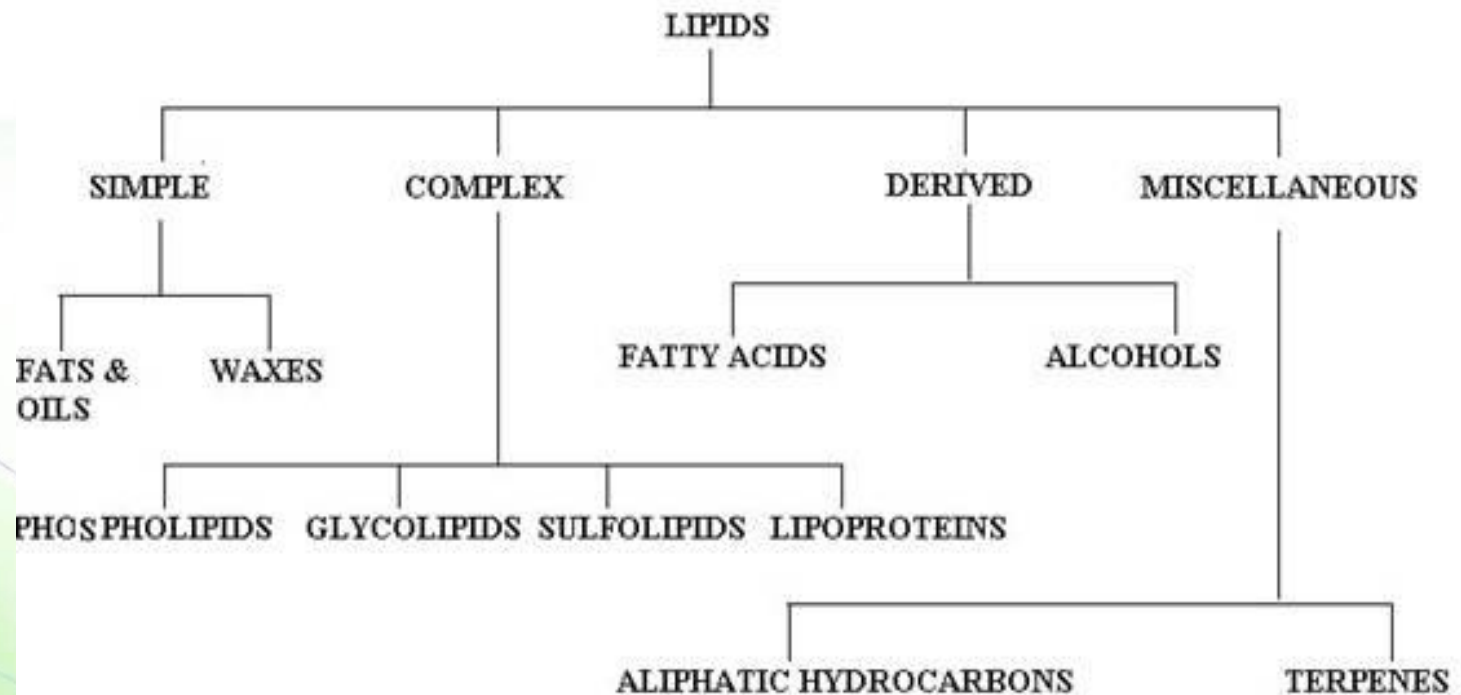 LIPIDS
SIMPLE
COMPLEX
DERIVED
MISCELLANEOUS
FATS &
OILS
WAXES
FATTY ACIDS
ALCOHOLS
PHOSPHOLIPIDS
GLYCOLIPIDS
SULFOLIPIDS
LIPOPROTEINS
ALIPHATIC HYDROCARBONS
TERPENES